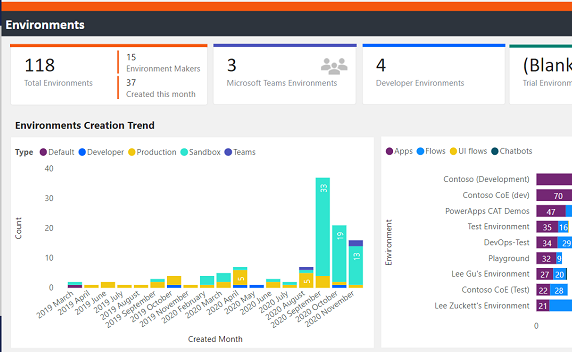 Environments
118
Total Environments
15
Environment Makers
37
Created this month
3
Microsoft Teams Environments
4
Developer Environments
(Blank
Trial Environm
Environments Creation Trend
Type Default Developer Production Sandbox Teams
Count
40
30
20
10
0
5
5
33
19
13
2019 March
2019 April
2019 June
2019 July
2019 August
2019 September
2019 October
2019 November
2020 February
2020 March
2020 April
2020 May
2020 June
2020 July
2020 August
2020 September
2020 October
2020 November
Created Month
Apps Flows UI flows Chatbots
Environment
Contoso (Development)
Contoso CoE (dev) 70
PowerApps CAT Demos 47
Test Environment 35 16
DevOps-Test 34 29
Playground 32 9
Lee Gu's Environment 27 20
Contoso CoE (Test) 22 28
Lee Zuckett's Environment 21
0